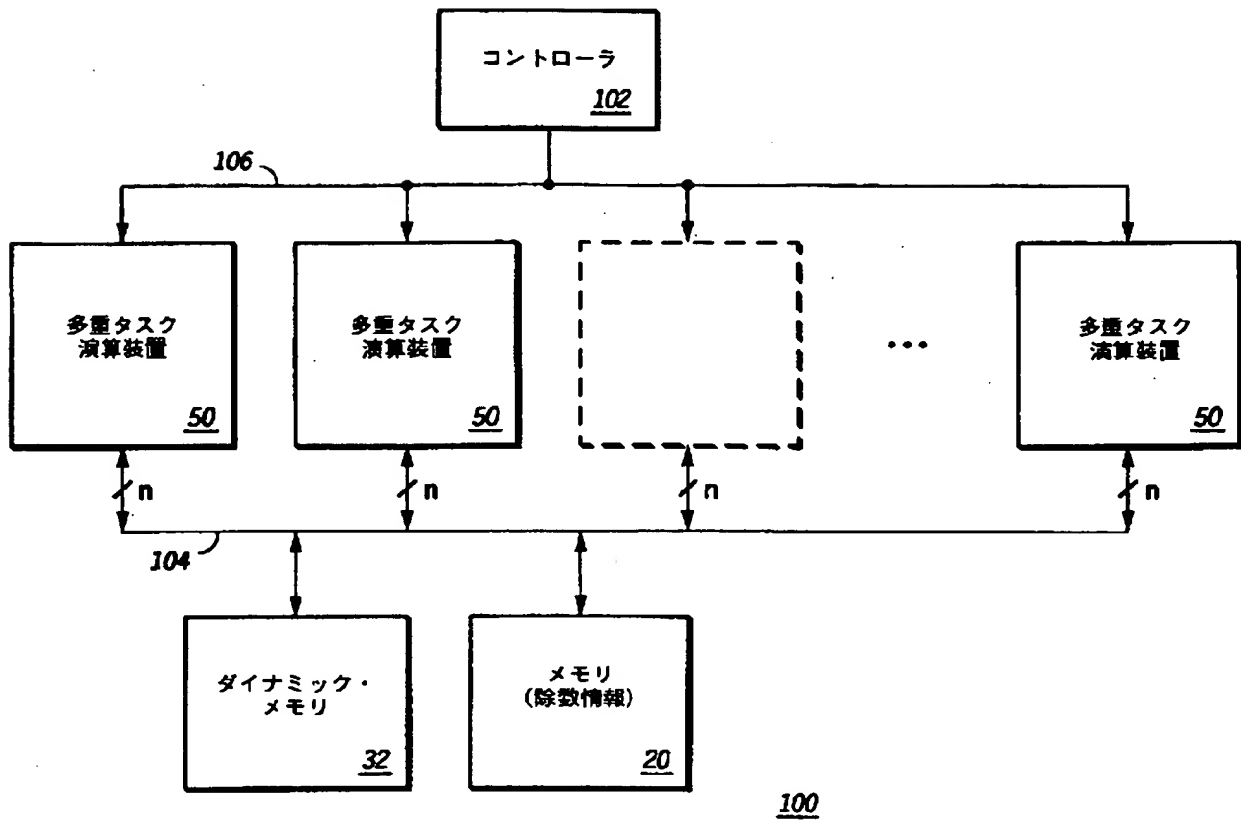 コントローラ
102
106
多重タスク
演算装置
50
多重タスク
演算装置
50
...
多重タスク
演算装置
50
n
n
n
n
104
ダイナミック・
メモリ
32
メモリ
(除数情報)
20
100